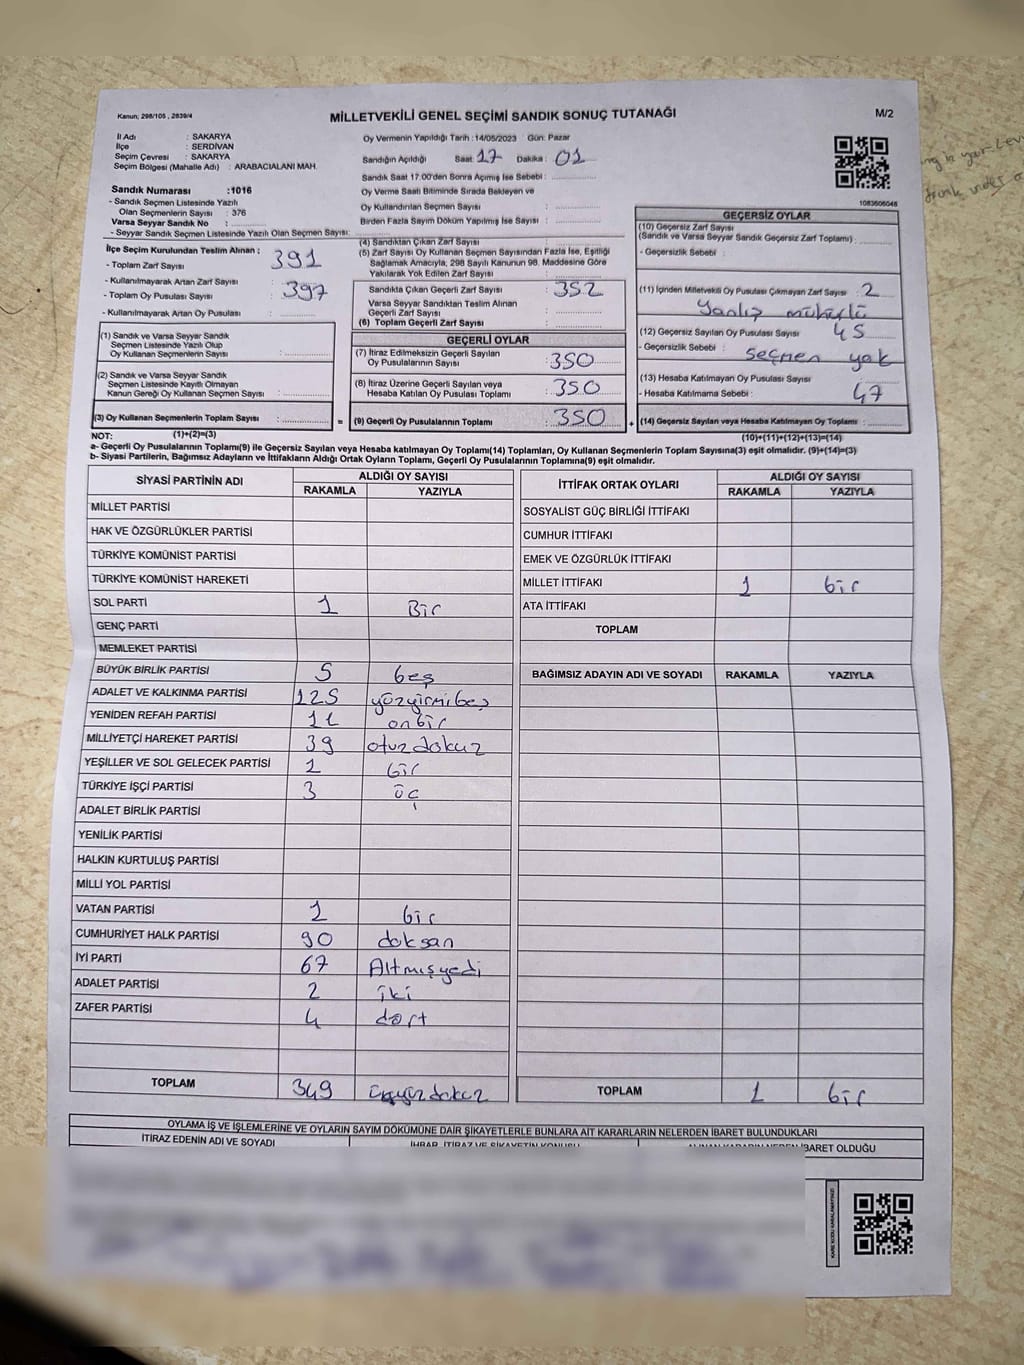 Kanun; 298/105 , 2839/4
MİLLETVEKİLİ GENEL SEÇİMİ SANDIK SONUÇ TUTANAĞI
M/2
İl Adı : SAKARYA
İlçe : SERDİVAN
Seçim Çevresi : SAKARYA
Seçim Bölgesi (Mahalle Adı) : ARABACIALANI MAH.
Sandık Numarası :1016
- Sandık Seçmen Listesinde Yazılı
Olan Seçmenlerin Sayısı : 376
Varsa Seyyar Sandık No :
- Seyyar Sandık Seçmen Listesinde Yazılı Olan Seçmen Sayısı:
Oy Vermenin Yapıldığı Tarih : 14/05/2023 Gün: Pazar
Sandığın Açıldığı Saat : 17 Dakika : 01
Sandık Saat 17:00'den Sonra Açımış İse Sebebi :
Oy Verme Saati Bitiminde Sırada Bekleyen ve
Oy Kullandırılan Seçmen Sayısı :
Birden Fazla Sayım Döküm Yapılmış İse Sayısı :
1083606046
İlçe Seçim Kurulundan Teslim Alınan :
- Toplam Zarf Sayısı 391
- Kullanılmayarak Artan Zarf Sayısı :
- Toplam Oy Pusulası Sayısı : 397
- Kullanılmayarak Artan Oy Pusulası :
(1) Sandık ve Varsa Seyyar Sandık
Seçmen Listesinde Yazılı Olup
Oy Kullanan Seçmenlerin Sayısı :
(2) Sandık ve Varsa Seyyar Sandık
Seçmen Listesinde Kayıtlı Olmayan
Kanun Gereği Oy Kullanan Seçmen Sayısı :
(3) Oy Kullanan Seçmenlerin Toplam Sayısı :
(1)+(2)=(3)
(4) Sandıktan Çıkan Zarf Sayısı :
(5) Zarf Sayısı Oy Kullanan Seçmen Sayısından Fazla İse, Eşitliği
Sağlamak Amacıyla, 298 Sayılı Kanunun 98. Maddesine Göre
Yakılarak Yok Edilen Zarf Sayısı :
Sandıkta Çıkan Geçerli Zarf Sayısı : 352
Varsa Seyyar Sandıktan Teslim Alınan
Geçerli Zarf Sayısı :
(6) Toplam Geçerli Zarf Sayısı :
GEÇERLİ OYLAR
(7) İtiraz Edilmeksizin Geçerli Sayılan
Oy Pusulalarının Sayısı : 350
(8) İtiraz Üzerine Geçerli Sayılan veya
Hesaba Katılan Oy Pusulası Toplamı : 350
= (9) Geçerli Oy Pusulalarının Toplamı : 350 +
GEÇERSİZ OYLAR
(10) Geçersiz Zarf Sayısı
(Sandık ve Varsa Seyyar Sandık Geçersiz Zarf Toplamı) :
- Geçersizlik Sebebi :
(11) İçinden Milletvekili Oy Pusulası Çıkmayan Zarf Sayısı : 2
Yanlış mühürlü
(12) Geçersiz Sayılan Oy Pusulası Sayısı : 45
- Geçersizlik Sebebi : seçmen yok
(13) Hesaba Katılmayan Oy Pusulası Sayısı
- Hesaba Katılmama Sebebi : 47
(14) Geçersiz Sayılan veya Hesaba Katılmayan Oy Toplamı :
(10)+(11)+(12)+(13)=(14)
NOT:
a- Geçerli Oy Pusulalarının Toplamı(9) ile Geçersiz Sayılan veya Hesaba katılmayan Oy Toplamı(14) Toplamları, Oy Kullanan Seçmenlerin Toplam Sayısına(3) eşit olmalıdır. (9)+(14)=(3)
b- Siyasi Partilerin, Bağımsız Adayların ve İttifakların Aldığı Oy Ortak Oyların Toplamı, Geçerli Oy Pusulalarının Toplamına(9) eşit olmalıdır.
SİYASİ PARTİNİN ADI ALDIĞI OY SAYISI
RAKAMLA YAZIYLA
MİLLET PARTİSİ
HAK VE ÖZGÜRLÜKLER PARTİSİ
TÜRKİYE KOMÜNİST PARTİSİ
TÜRKİYE KOMÜNİST HAREKETİ
SOL PARTİ 1 Bir
GENÇ PARTİ
MEMLEKET PARTİSİ
BÜYÜK BİRLİK PARTİSİ 5 beş
ADALET VE KALKINMA PARTİSİ 125 yüzyirmibeş
YENİDEN REFAH PARTİSİ 11 onbir
MİLLİYETÇİ HAREKET PARTİSİ 39 otuzdokuz
YEŞİLLER VE SOL GELECEK PARTİSİ 1 bir
TÜRKİYE İŞÇİ PARTİSİ 3 üç
ADALET BİRLİK PARTİSİ
YENİLİK PARTİSİ
HALKIN KURTULUŞ PARTİSİ
MİLLİ YOL PARTİSİ
VATAN PARTİSİ 1 bir
CUMHURİYET HALK PARTİSİ 90 doksan
İYİ PARTİ 67 Altmışyedi
ADALET PARTİSİ 2 iki
ZAFER PARTİSİ 4 dört
TOPLAM 349
İTTİFAK ORTAK OYLARI ALDIĞI OY SAYISI
RAKAMLA YAZIYLA
SOSYALİST GÜÇ BİRLİĞİ İTTİFAKI
CUMHUR İTTİFAKI
EMEK VE ÖZGÜRLÜK İTTİFAKI
MİLLET İTTİFAKI 1 bir
ATA İTTİFAKI
TOPLAM
BAĞIMSIZ ADAYIN ADI VE SOYADI RAKAMLA YAZIYLA
TOPLAM 1 bir
OYLAMA İŞ VE İŞLEMLERİNE VE OYLARIN SAYIM DÖKÜMÜNE DAİR ŞİKAYETLERLE BUNLARA AİT KARARLARIN NELERDEN İBARET BULUNDUKLARI
İTİRAZ EDENİN ADI VE SOYADI
İHBAR, İTİRAZ VE ŞİKAYETİN KONUSU
İBARET OLDUĞU
KARE KODU KARALAMAYINIZ!